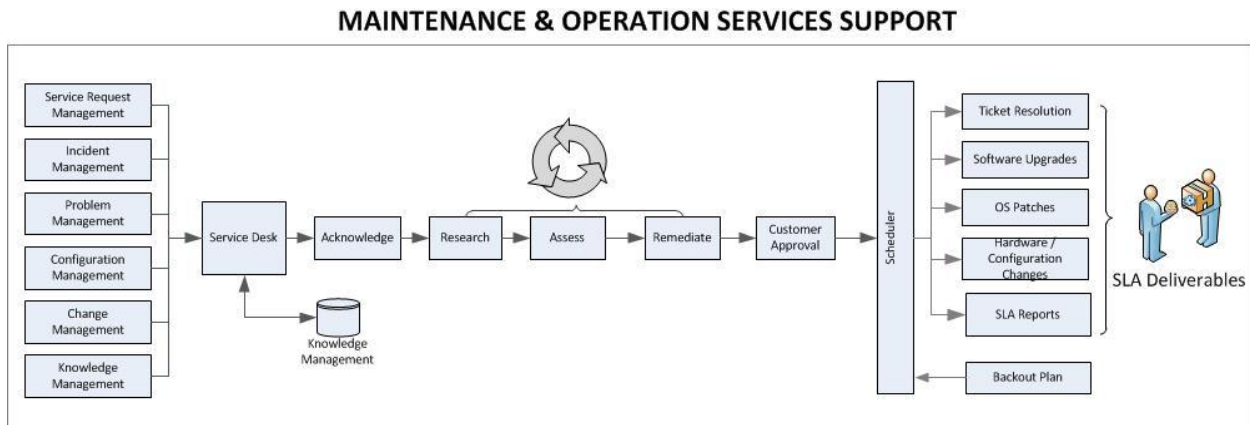 MAINTENANCE & OPERATION SERVICES SUPPORT
Service Request
Management
Incident
Management
Problem
Management
Configuration
Management
Change
Management
Knowledge
Management
Service Desk
Knowledge
Management
Acknowledge
Research
Assess
Remediate
Customer
Approval
Scheduler
Ticket Resolution
Software Upgrades
OS Patches
Hardware /
Configuration
Changes
SLA Reports
Backout Plan
SLA Deliverables